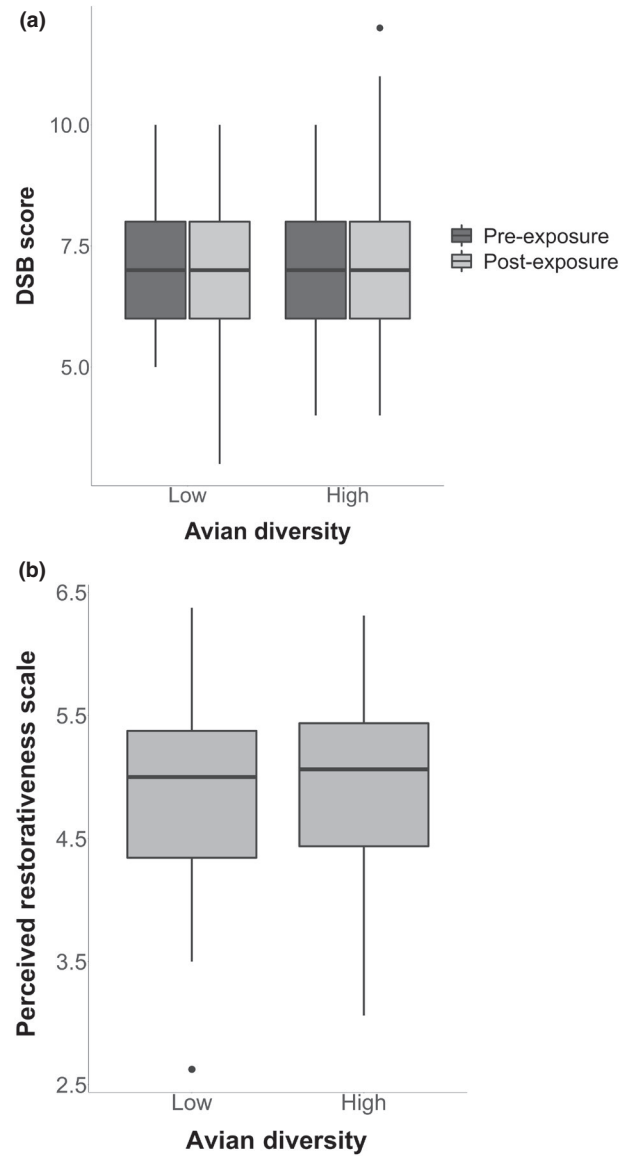 (a)
10.0
7.5
5.0
DSB score
Pre-exposure
Post-exposure
Low High
Avian diversity
(b)
6.5
5.5
4.5
3.5
2.5
Perceived restorativeness scale
Low High
Avian diversity